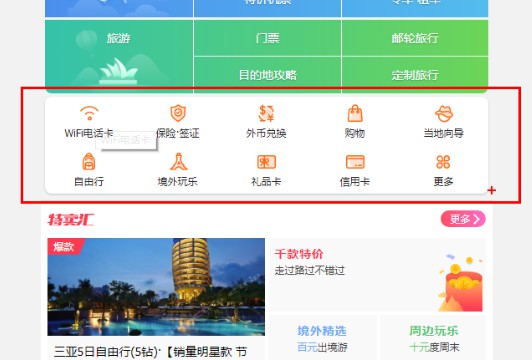 特价机票
专车·租车
旅游
门票
邮轮旅行
目的地攻略
定制旅行
WiFi电话卡
保险·签证
外币兑换
购物
当地向导
WiFi电话卡
自由行
境外玩乐
礼品卡
信用卡
更多
特卖汇
更多
爆款
千款特价
走过路过不错过
境外精选
百元出境游
周边玩乐
十元度周末
三亚5日自由行(5钻)·【销量明星款 节